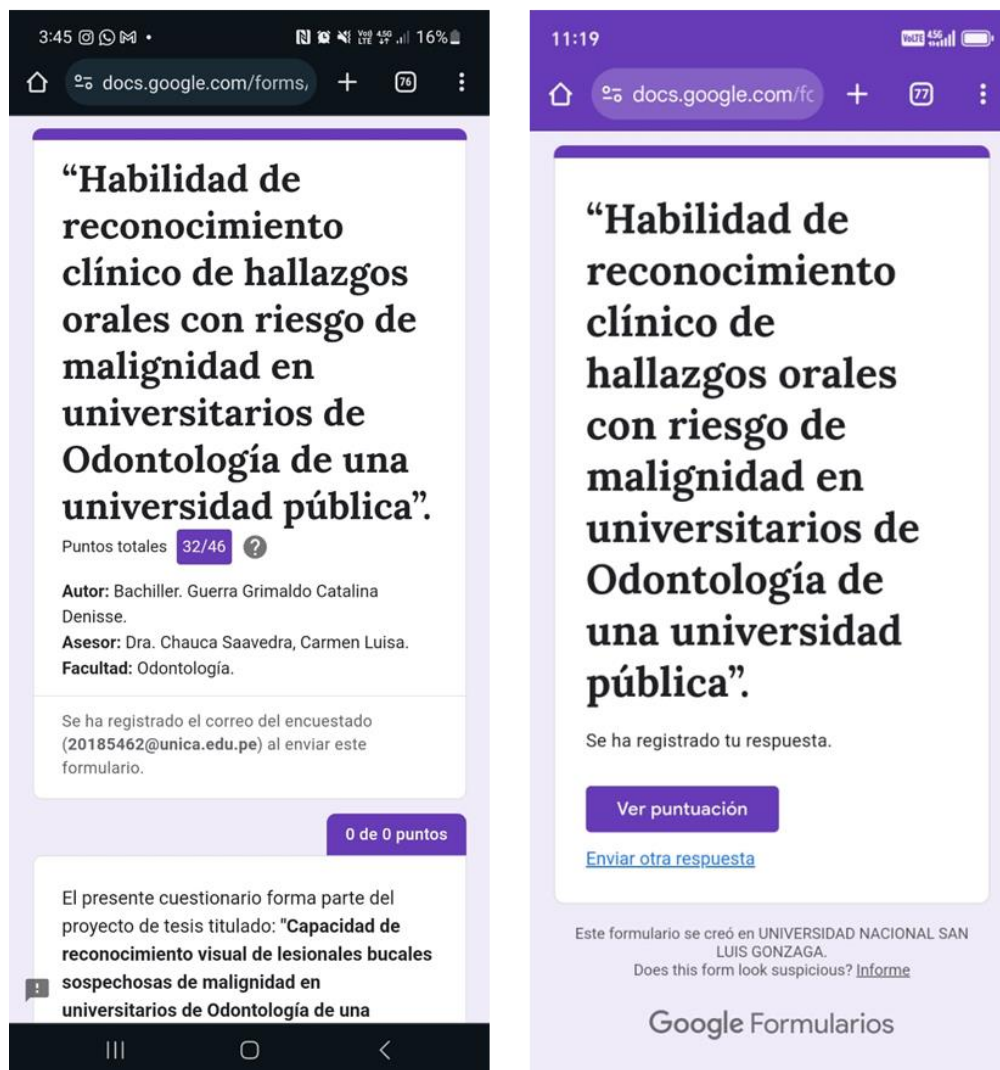 3:45
16%
docs.google.com/forms/
76
“Habilidad de
reconocimiento
clínico de hallazgos
orales con riesgo de
malignidad en
universitarios de
Odontología de una
universidad pública”.
Puntos totales 32/46 ?
Autor: Bachiller. Guerra Grimaldo Catalina
Denisse.
Asesor: Dra. Chauca Saavedra, Carmen Luisa.
Facultad: Odontología.
Se ha registrado el correo del encuestado
(20185462@unica.edu.pe) al enviar este
formulario.
0 de 0 puntos
El presente cuestionario forma parte del
proyecto de tesis titulado: "Capacidad de
reconocimiento visual de lesionales bucales
sospechosas de malignidad en
universitarios de Odontología de una
11:19
docs.google.com/fo
77
“Habilidad de
reconocimiento
clínico de
hallazgos orales
con riesgo de
malignidad en
universitarios de
Odontología de
una universidad
pública”.
Se ha registrado tu respuesta.
Ver puntuación
Enviar otra respuesta
Este formulario se creó en UNIVERSIDAD NACIONAL SAN
LUIS GONZAGA.
Does this form look suspicious? Informe
Google Formularios